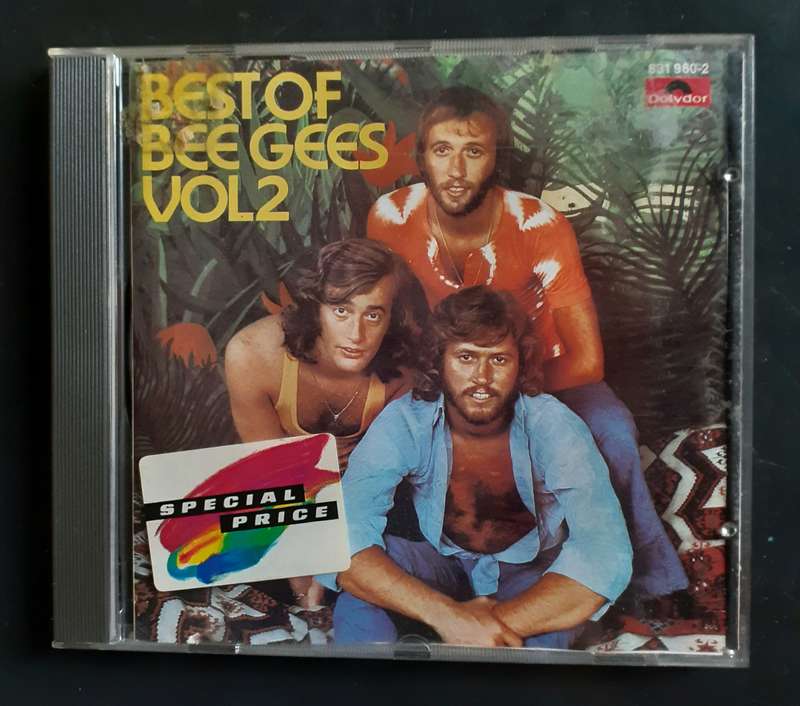 BEST OF
BEE GEES
VOL2
831 960-2
Polydor
SPECIAL
PRICE